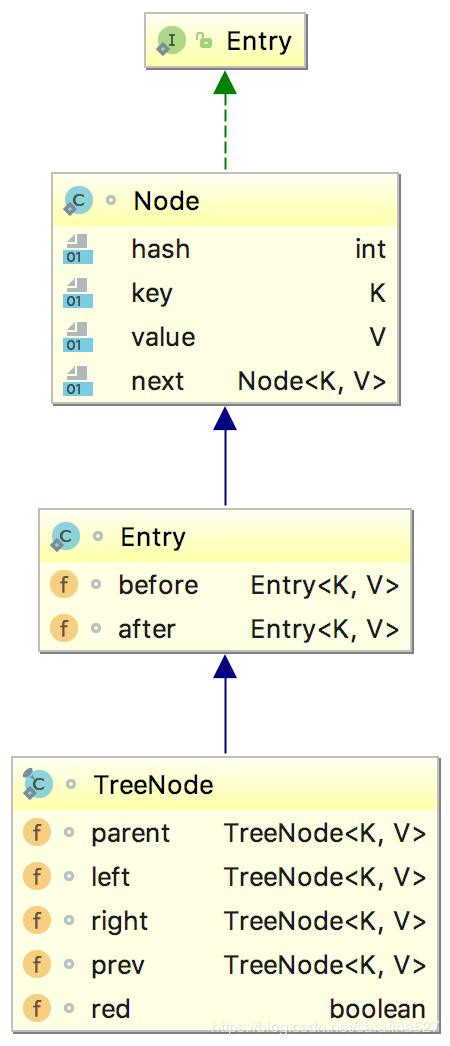 I Entry
C Node
01 hash int
01 key K
01 value V
01 next Node<K, V>
C Entry
f before Entry<K, V>
f after Entry<K, V>
C TreeNode
f parent TreeNode<K, V>
f left TreeNode<K, V>
f right TreeNode<K, V>
f prev TreeNode<K, V>
f red boolean
https://blog.csdn.net/sarafina527